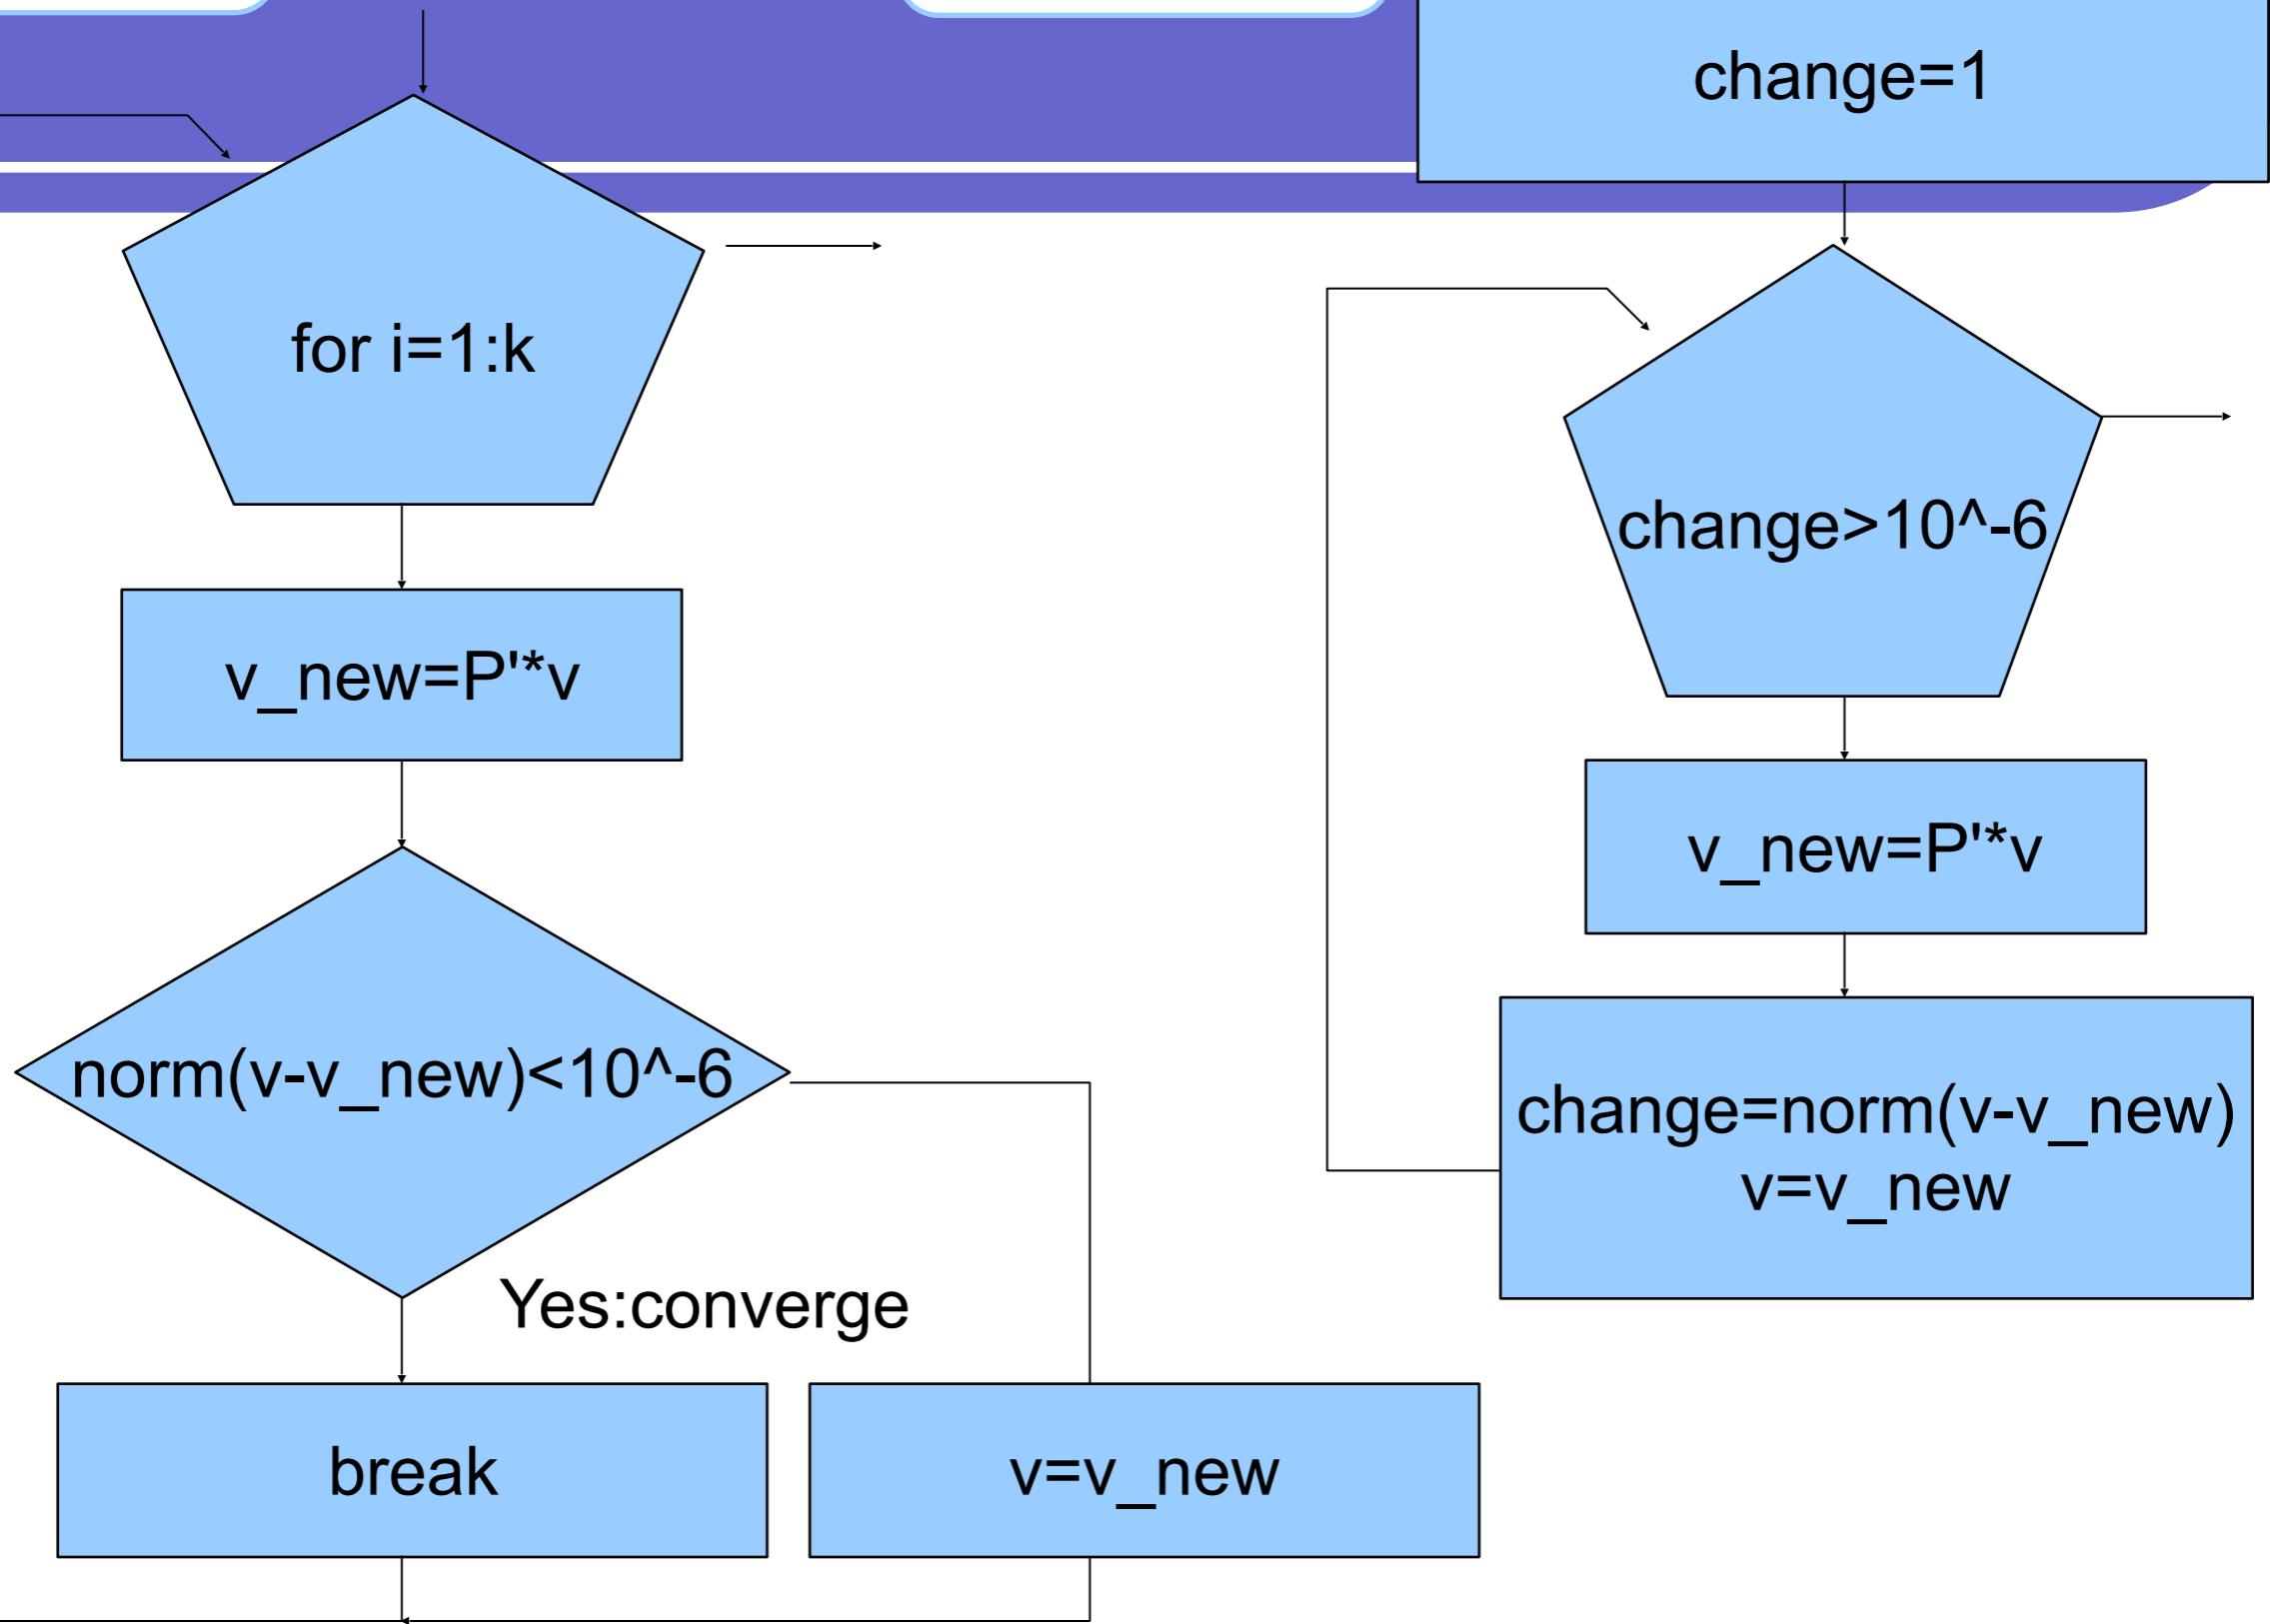 for i=1:k
v_new=P'*v
norm(v-v_new)<10^-6
Yes:converge
break
v=v_new
change=1
change>10^-6
v_new=P'*v
change=norm(v-v_new)
v=v_new